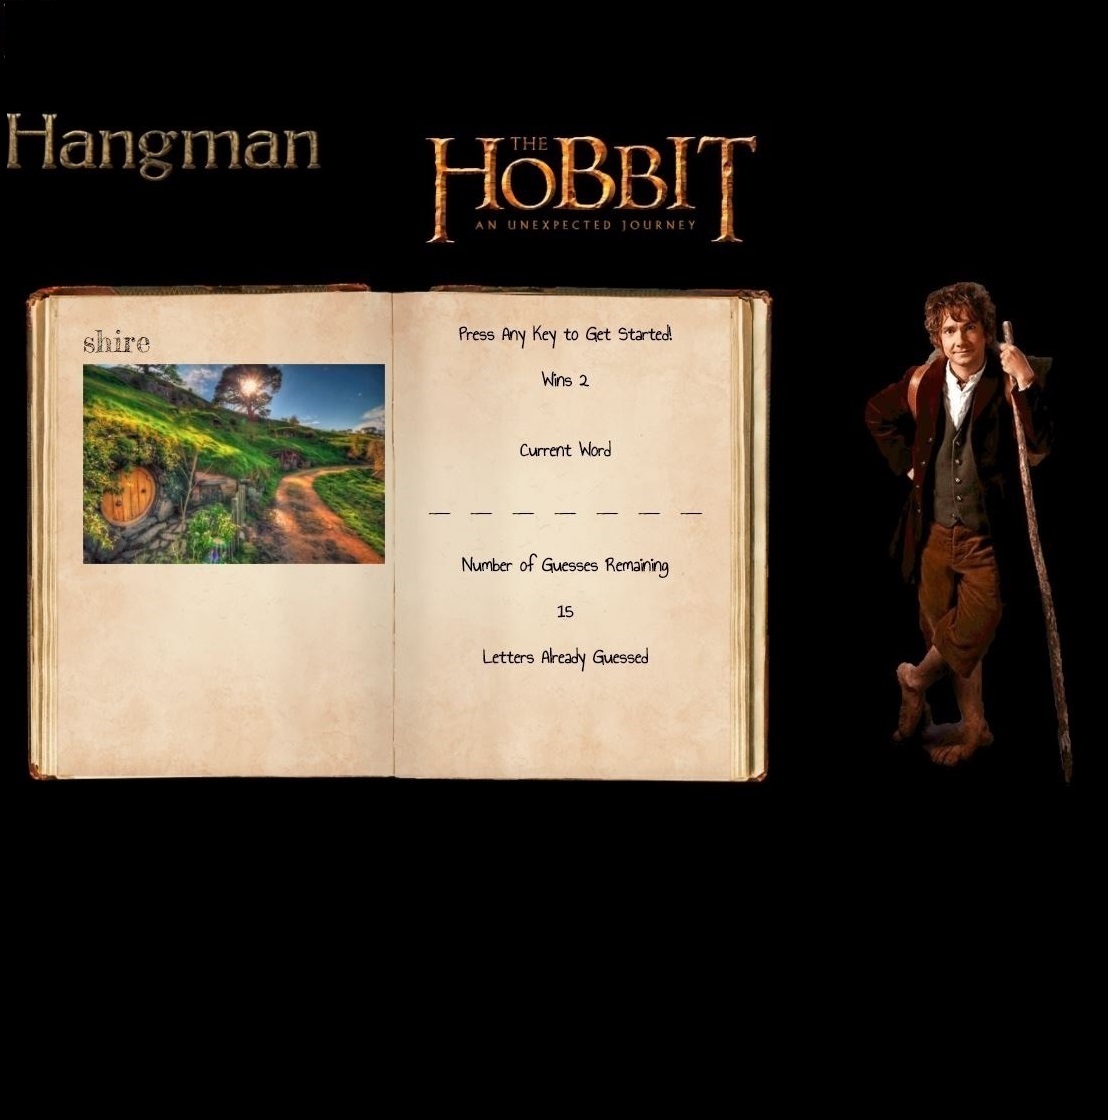 Hangman
THE
HOBBIT
AN UNEXPECTED JOURNEY
shire
Press Any Key to Get Started!
Wins 2
Current Word
_ _ _ _ _ _ _
Number of Guesses Remaining
15
Letters Already Guessed